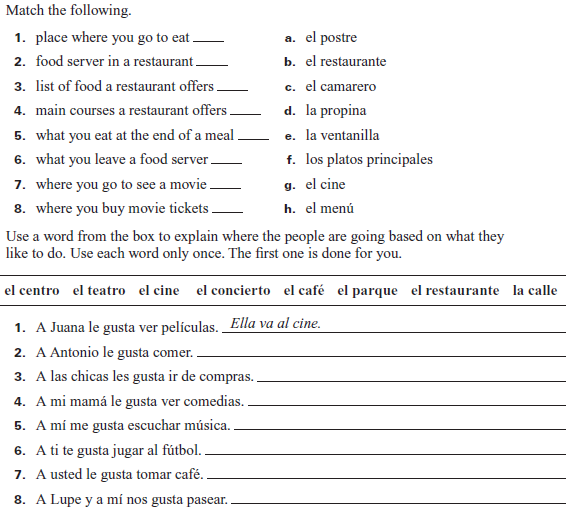 Match the following.
1. place where you go to eat ____ a. el postre
2. food server in a restaurant ____ b. el restaurante
3. list of food a restaurant offers ____ c. el camarero
4. main courses a restaurant offers ____ d. la propina
5. what you eat at the end of a meal ____ e. la ventanilla
6. what you leave a food server ____ f. los platos principales
7. where you go to see a movie ____ g. el cine
8. where you buy movie tickets ____ h. el menú
Use a word from the box to explain where the people are going based on what they
like to do. Use each word only once. The first one is done for you.
el centro el teatro el cine el concierto el café el parque el restaurante la calle
1. A Juana le gusta ver películas. Ella va al cine.
2. A Antonio le gusta comer.
3. A las chicas les gusta ir de compras.
4. A mi mamá le gusta ver comedias.
5. A mí me gusta escuchar música.
6. A ti te gusta jugar al fútbol.
7. A usted le gusta tomar café.
8. A Lupe y a mí nos gusta pasear.